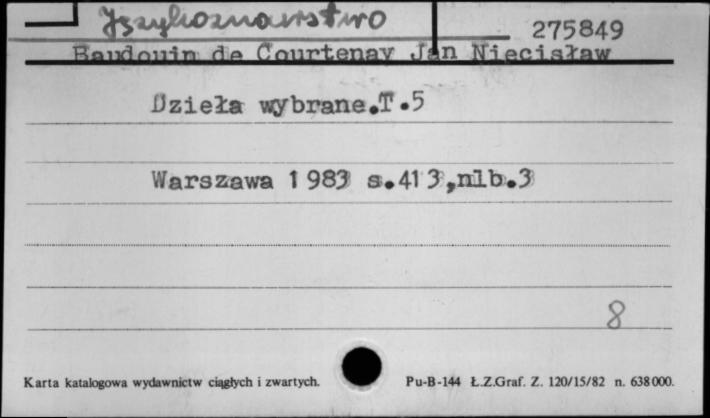 Językoznawstwo
275849
Baudouin de Courtenay Jan Niecisław
Dzieła wybrane.T.5
Warszawa 1983 s.413,nlb.3
8
Karta katalogowa wydawnictw ciągłych i zwartych. Pu-B-144 Ł.Z.Graf. Z. 120/15/82 n. 638000.